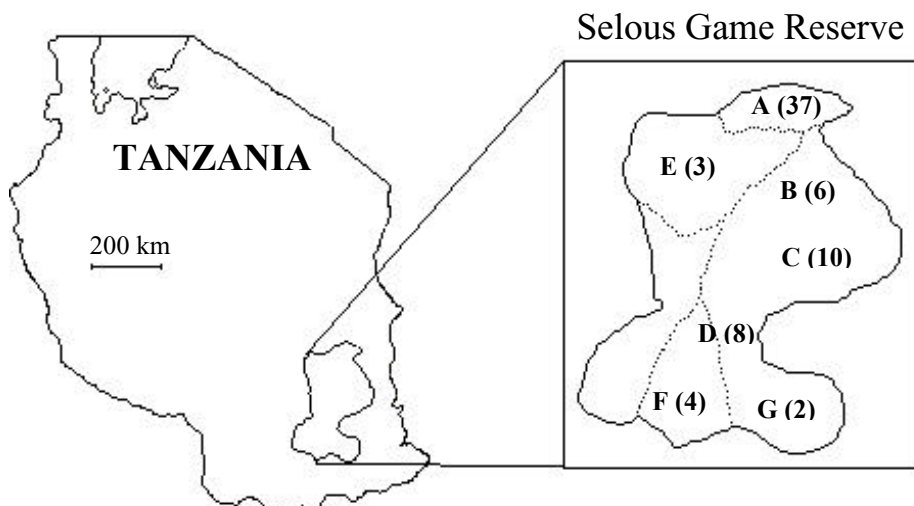 Selous Game Reserve
TANZANIA
200 km
A (37)
E (3)
B (6)
C (10)
D (8)
F (4)
G (2)